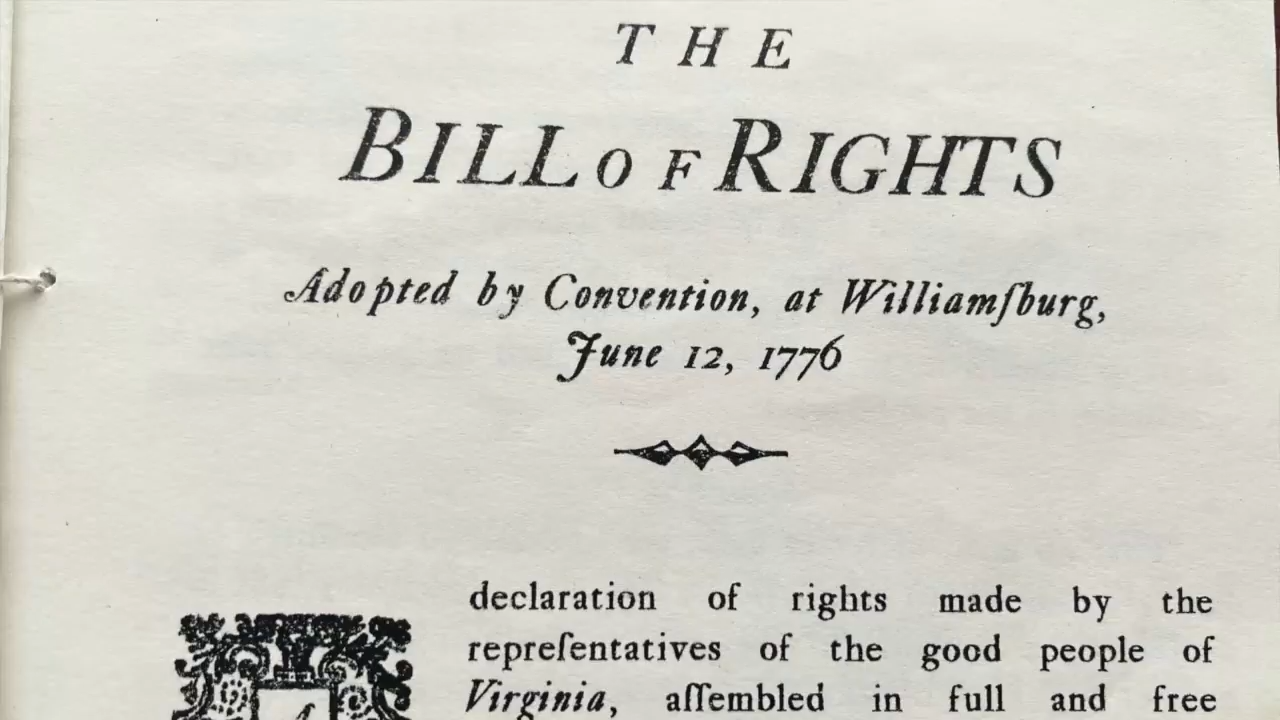 THE
BILL OF RIGHTS
Adopted by Convention, at Williamſburg,
June 12, 1776
A declaration of rights made by the
repreſentatives of the good people of
Virginia, aſſembled in full and free